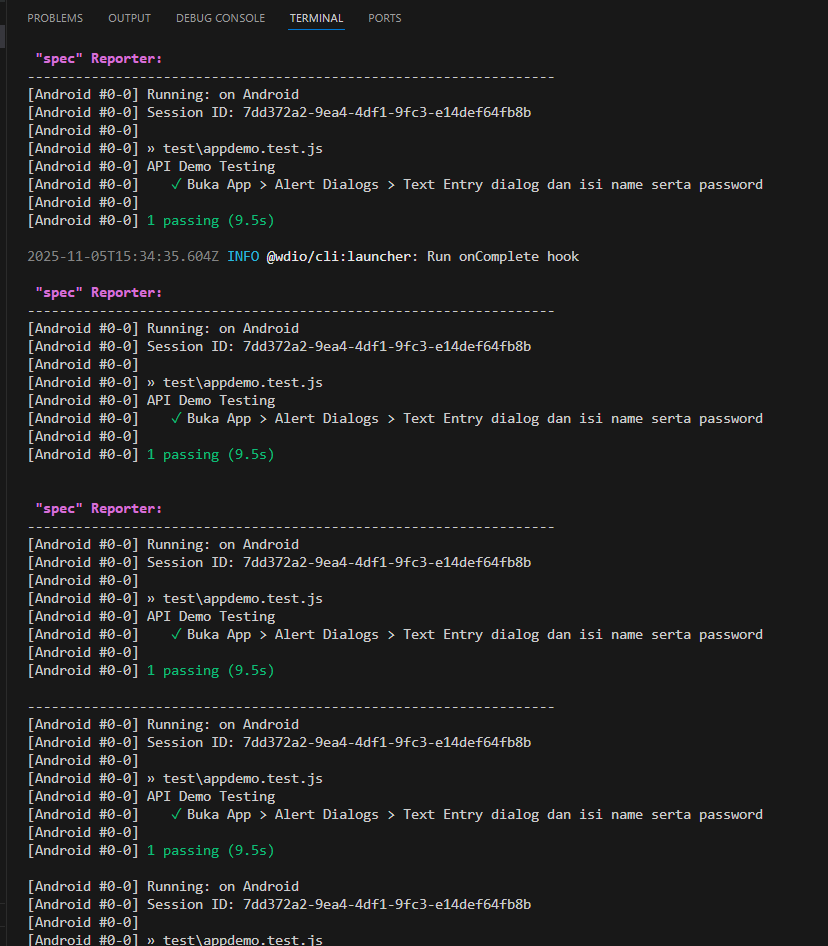 PROBLEMS OUTPUT DEBUG CONSOLE TERMINAL PORTS
"spec" Reporter:
------------------------------------------------------------------
[Android #0-0] Running: on Android
[Android #0-0] Session ID: 7dd372a2-9ea4-4df1-9fc3-e14def64fb8b
[Android #0-0]
[Android #0-0] » test\appdemo.test.js
[Android #0-0] API Demo Testing
[Android #0-0]    ✓ Buka App > Alert Dialogs > Text Entry dialog dan isi name serta password
[Android #0-0]
[Android #0-0] 1 passing (9.5s)
2025-11-05T15:34:35.604Z INFO @wdio/cli:launcher: Run onComplete hook
"spec" Reporter:
------------------------------------------------------------------
[Android #0-0] Running: on Android
[Android #0-0] Session ID: 7dd372a2-9ea4-4df1-9fc3-e14def64fb8b
[Android #0-0]
[Android #0-0] » test\appdemo.test.js
[Android #0-0] API Demo Testing
[Android #0-0]    ✓ Buka App > Alert Dialogs > Text Entry dialog dan isi name serta password
[Android #0-0]
[Android #0-0] 1 passing (9.5s)
"spec" Reporter:
------------------------------------------------------------------
[Android #0-0] Running: on Android
[Android #0-0] Session ID: 7dd372a2-9ea4-4df1-9fc3-e14def64fb8b
[Android #0-0]
[Android #0-0] » test\appdemo.test.js
[Android #0-0] API Demo Testing
[Android #0-0]    ✓ Buka App > Alert Dialogs > Text Entry dialog dan isi name serta password
[Android #0-0]
[Android #0-0] 1 passing (9.5s)
------------------------------------------------------------------
[Android #0-0] Running: on Android
[Android #0-0] Session ID: 7dd372a2-9ea4-4df1-9fc3-e14def64fb8b
[Android #0-0]
[Android #0-0] » test\appdemo.test.js
[Android #0-0] API Demo Testing
[Android #0-0]    ✓ Buka App > Alert Dialogs > Text Entry dialog dan isi name serta password
[Android #0-0]
[Android #0-0] 1 passing (9.5s)
[Android #0-0] Running: on Android
[Android #0-0] Session ID: 7dd372a2-9ea4-4df1-9fc3-e14def64fb8b
[Android #0-0]
[Android #0-0] » test\appdemo.test.js